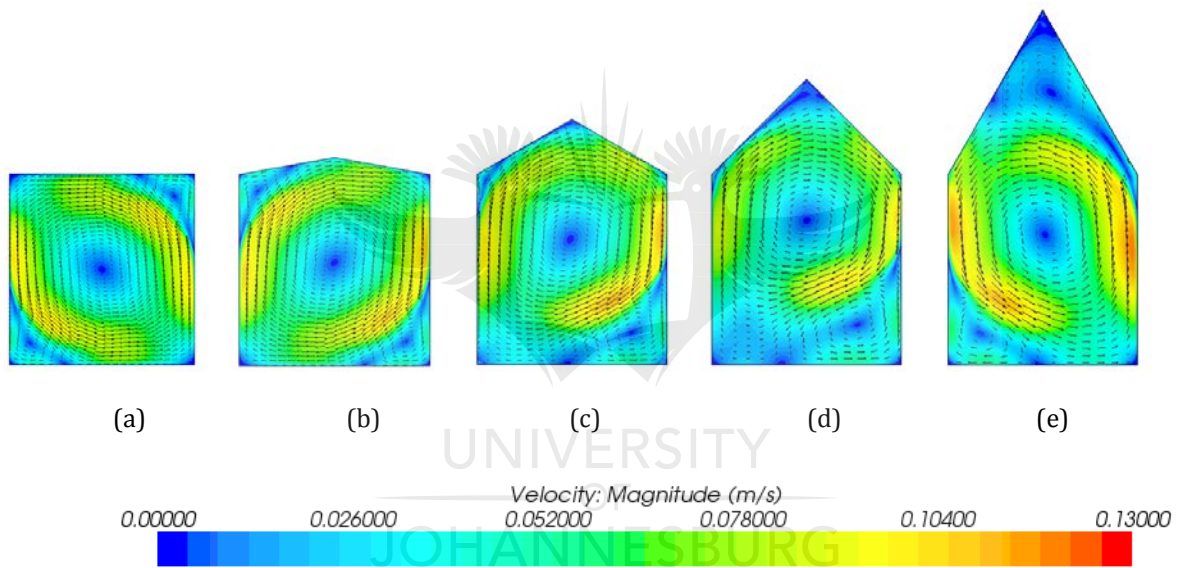 (a) (b) (c) (d) (e)
UNIVERSITY
OF
Velocity: Magnitude (m/s)
0.00000 0.026000 0.052000 0.078000 0.10400 0.13000
JOHANNESBURG